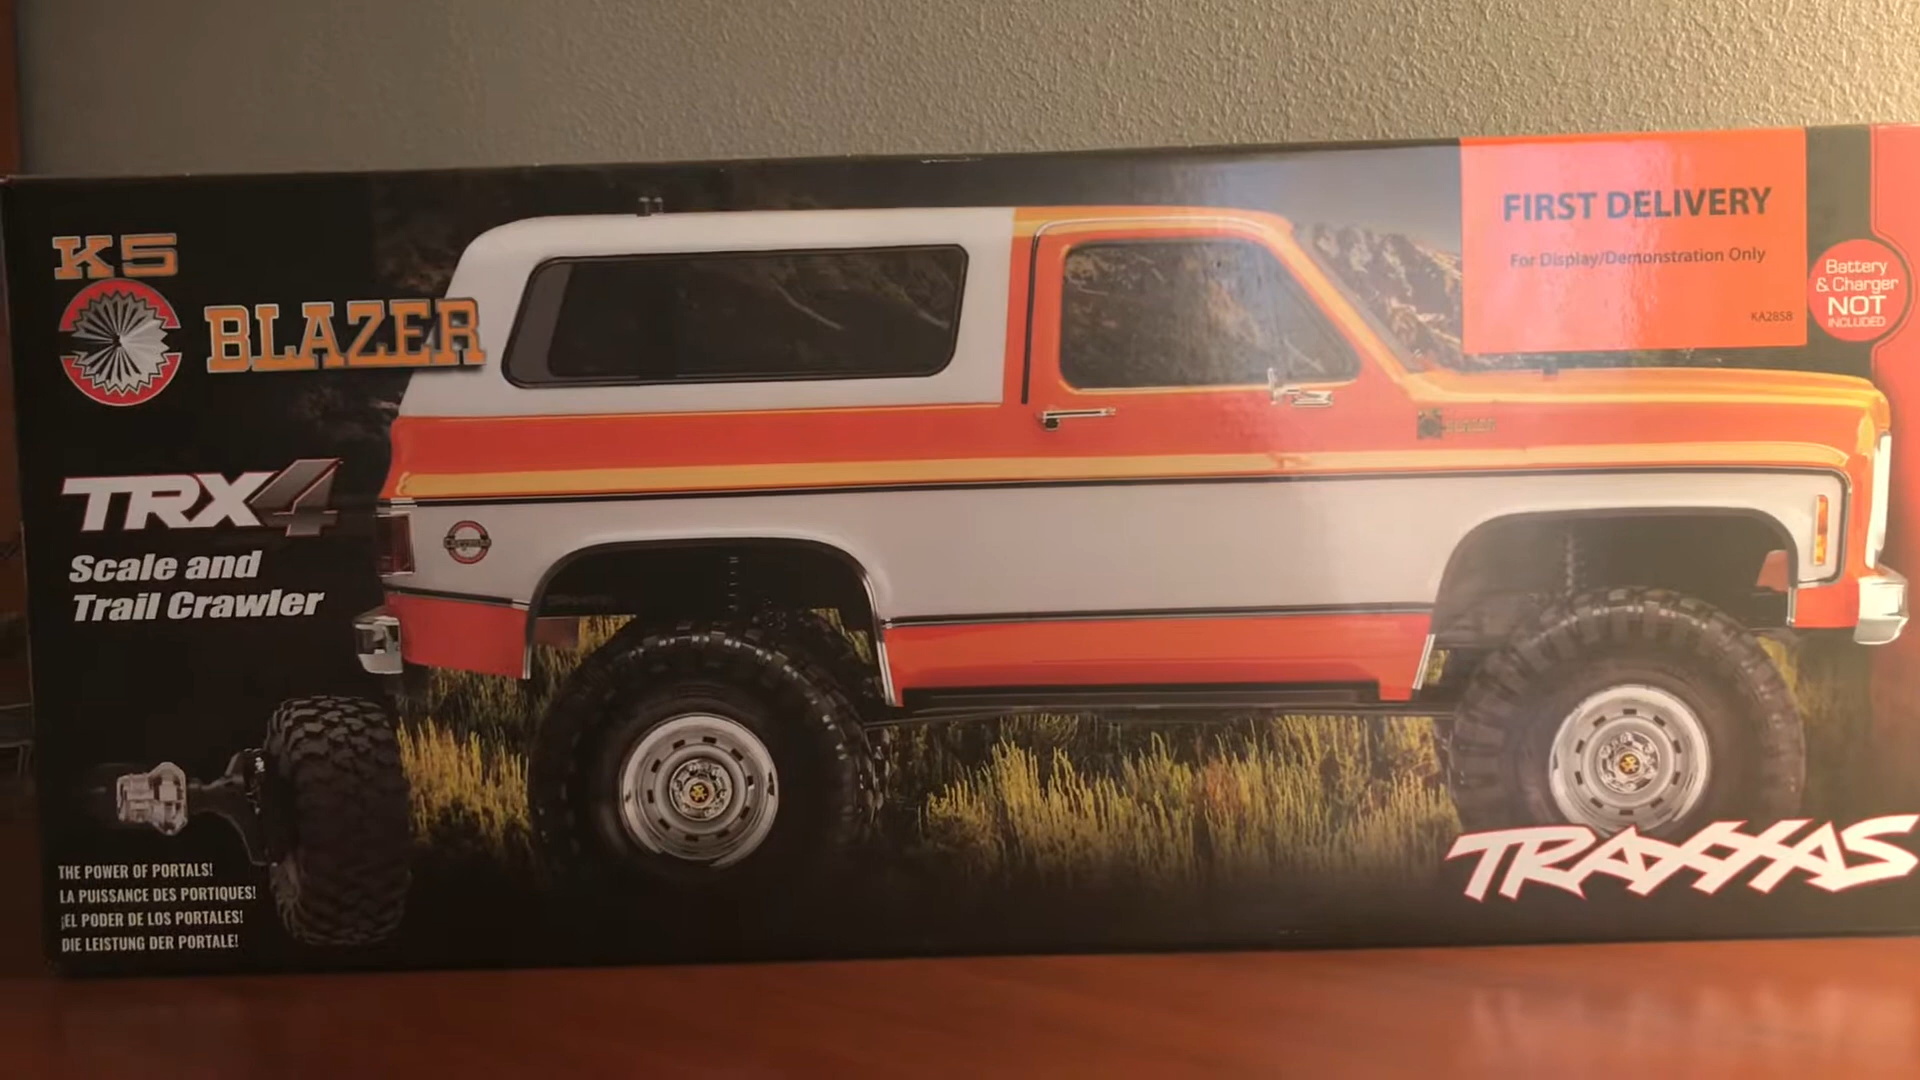 K5
BLAZER
TRX4
Scale and
Trail Crawler
THE POWER OF PORTALS!
LA PUISSANCE DES PORTIQUES!
¡EL PODER DE LOS PORTALES!
DIE LEISTUNG DER PORTALE!
FIRST DELIVERY
For Display/Demonstration Only
KA2858
Battery
& Charger
NOT
INCLUDED
BLAZER
TRAXXAS